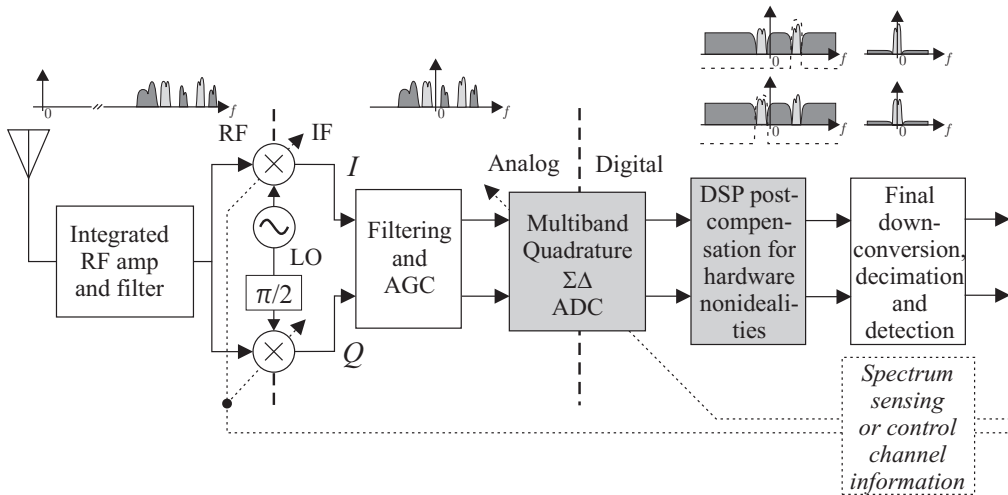 0
f
0
f
0
f
0
f
0
f
0
RF
IF
I
Analog
Digital
Integrated
RF amp
and filter
LO
π/2
Q
Filtering
and
AGC
Multiband
Quadrature
ΣΔ
ADC
DSP post-
compen-
sation for
hardware
nonideali-
ties
Final
down-
conversion,
decimation
and
detection
Spectrum
sensing
or control
channel
information